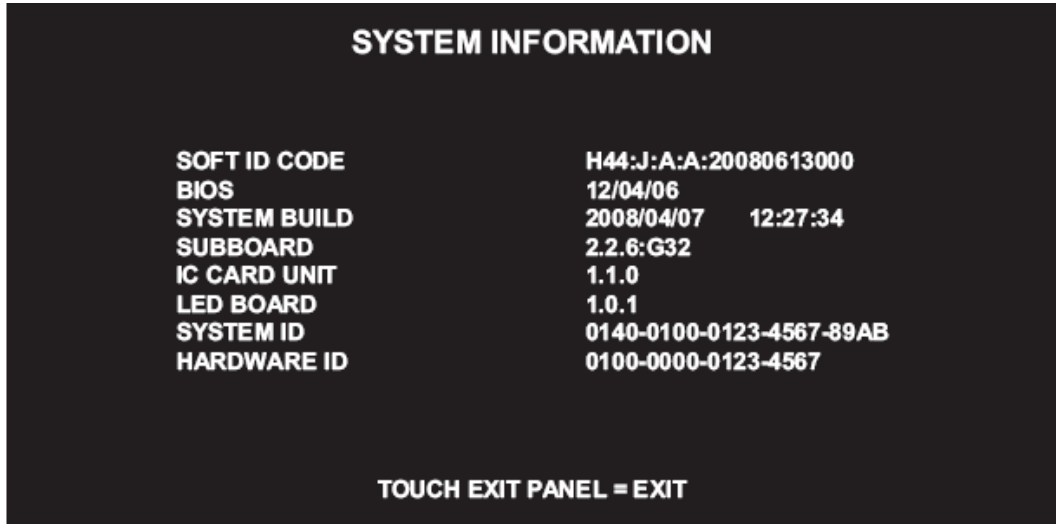 SYSTEM INFORMATION
SOFT ID CODE H44:J:A:A:20080613000
BIOS 12/04/06
SYSTEM BUILD 2008/04/07 12:27:34
SUBBOARD 2.2.6:G32
IC CARD UNIT 1.1.0
LED BOARD 1.0.1
SYSTEM ID 0140-0100-0123-4567-89AB
HARDWARE ID 0100-0000-0123-4567
TOUCH EXIT PANEL = EXIT